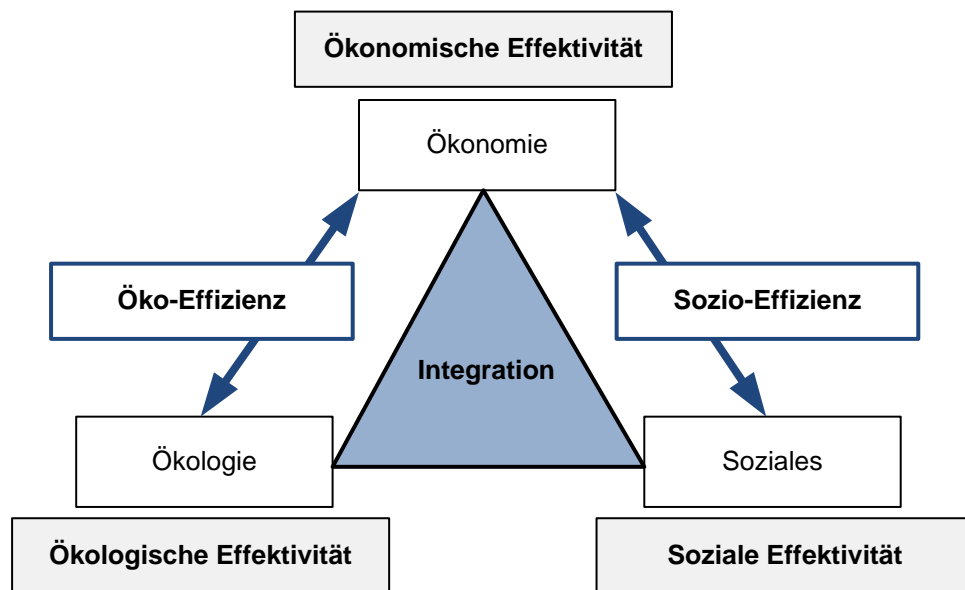 Ökonomische Effektivität
Ökonomie
Öko-Effizienz
Sozio-Effizienz
Integration
Ökologie
Soziales
Ökologische Effektivität
Soziale Effektivität